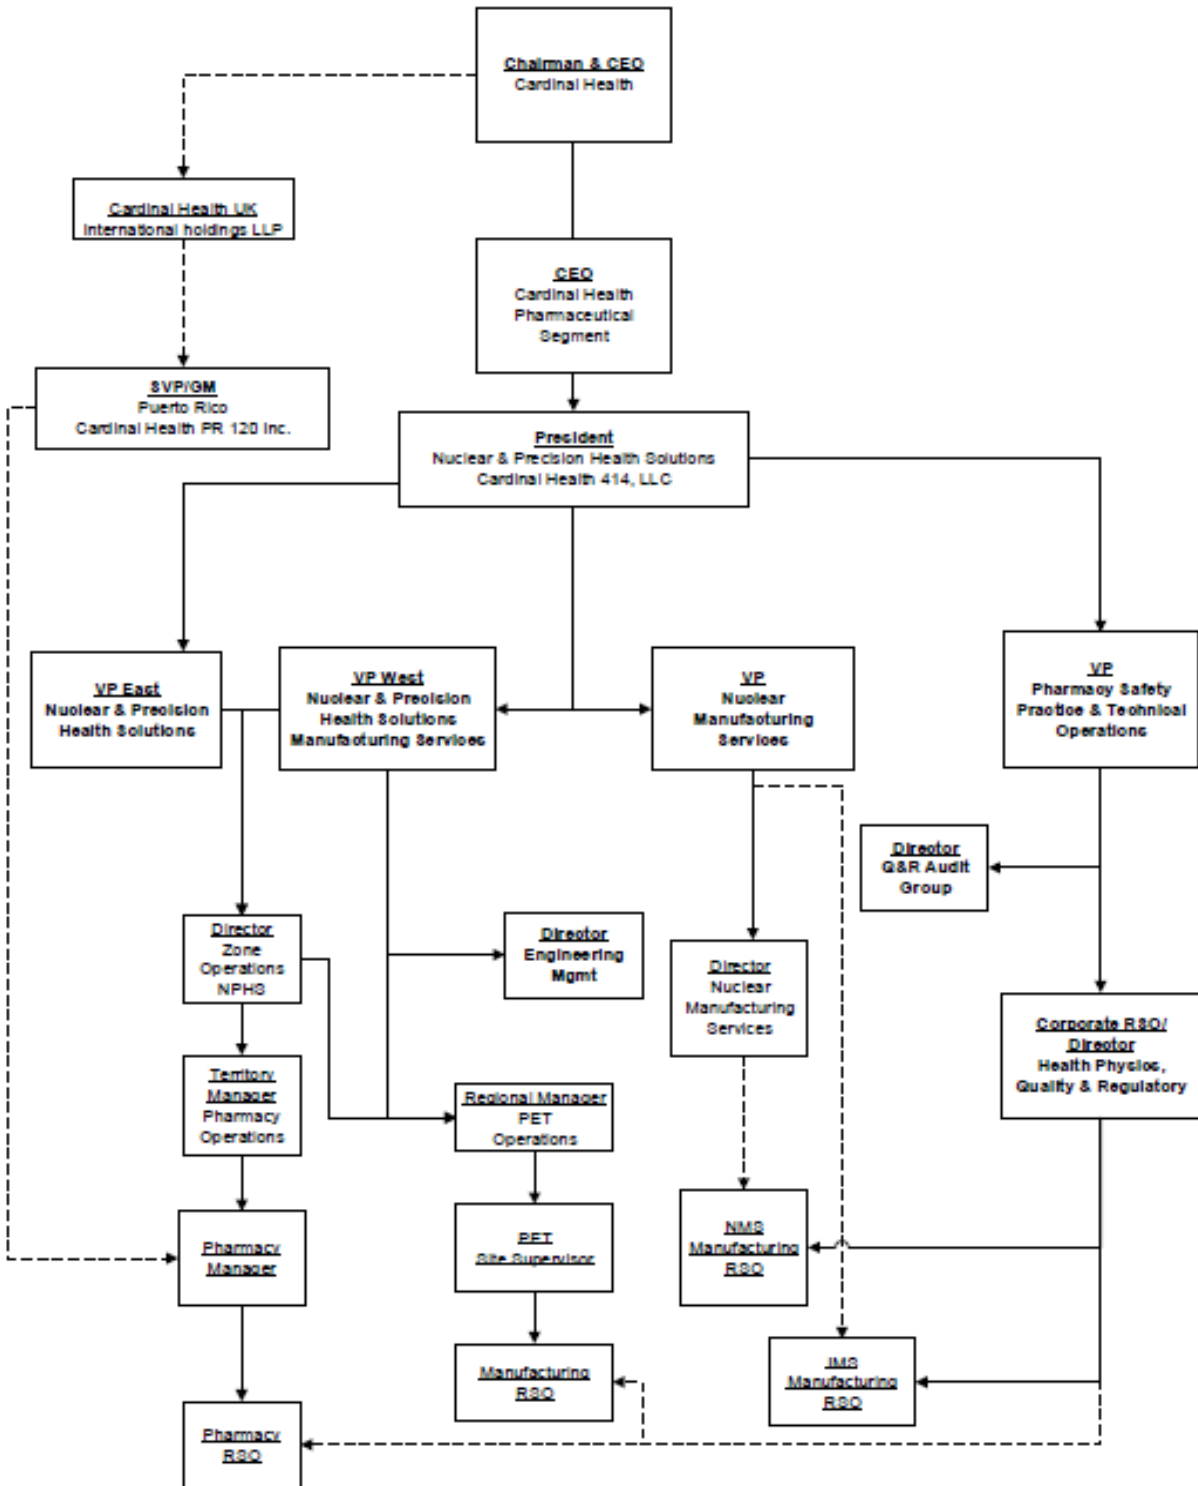 Chairman & CEO
Cardinal Health
Cardinal Health UK
International holdings LLP
CEO
Cardinal Health
Pharmaceutical
Segment
SVP/GM
Puerto Rico
Cardinal Health PR 120 Inc.
President
Nuclear & Precision Health Solutions
Cardinal Health 414, LLC
VP East
Nuclear & Precision
Health Solutions
VP West
Nuclear & Precision
Health Solutions
Manufacturing Services
VP
Nuclear
Manufacturing
Services
VP
Pharmacy Safety
Practice & Technical
Operations
Director
Q&R Audit
Group
Director
Zone
Operations
NPHS
Director
Engineering
Mgmt
Director
Nuclear
Manufacturing
Services
Corporate RSO/
Director
Health Physics,
Quality & Regulatory
Territory
Manager
Pharmacy
Operations
Regional Manager
PET
Operations
Pharmacy
Manager
PET
Site Supervisor
NMS
Manufacturing
RSO
Manufacturing
RSO
IMS
Manufacturing
RSO
Pharmacy
RSO